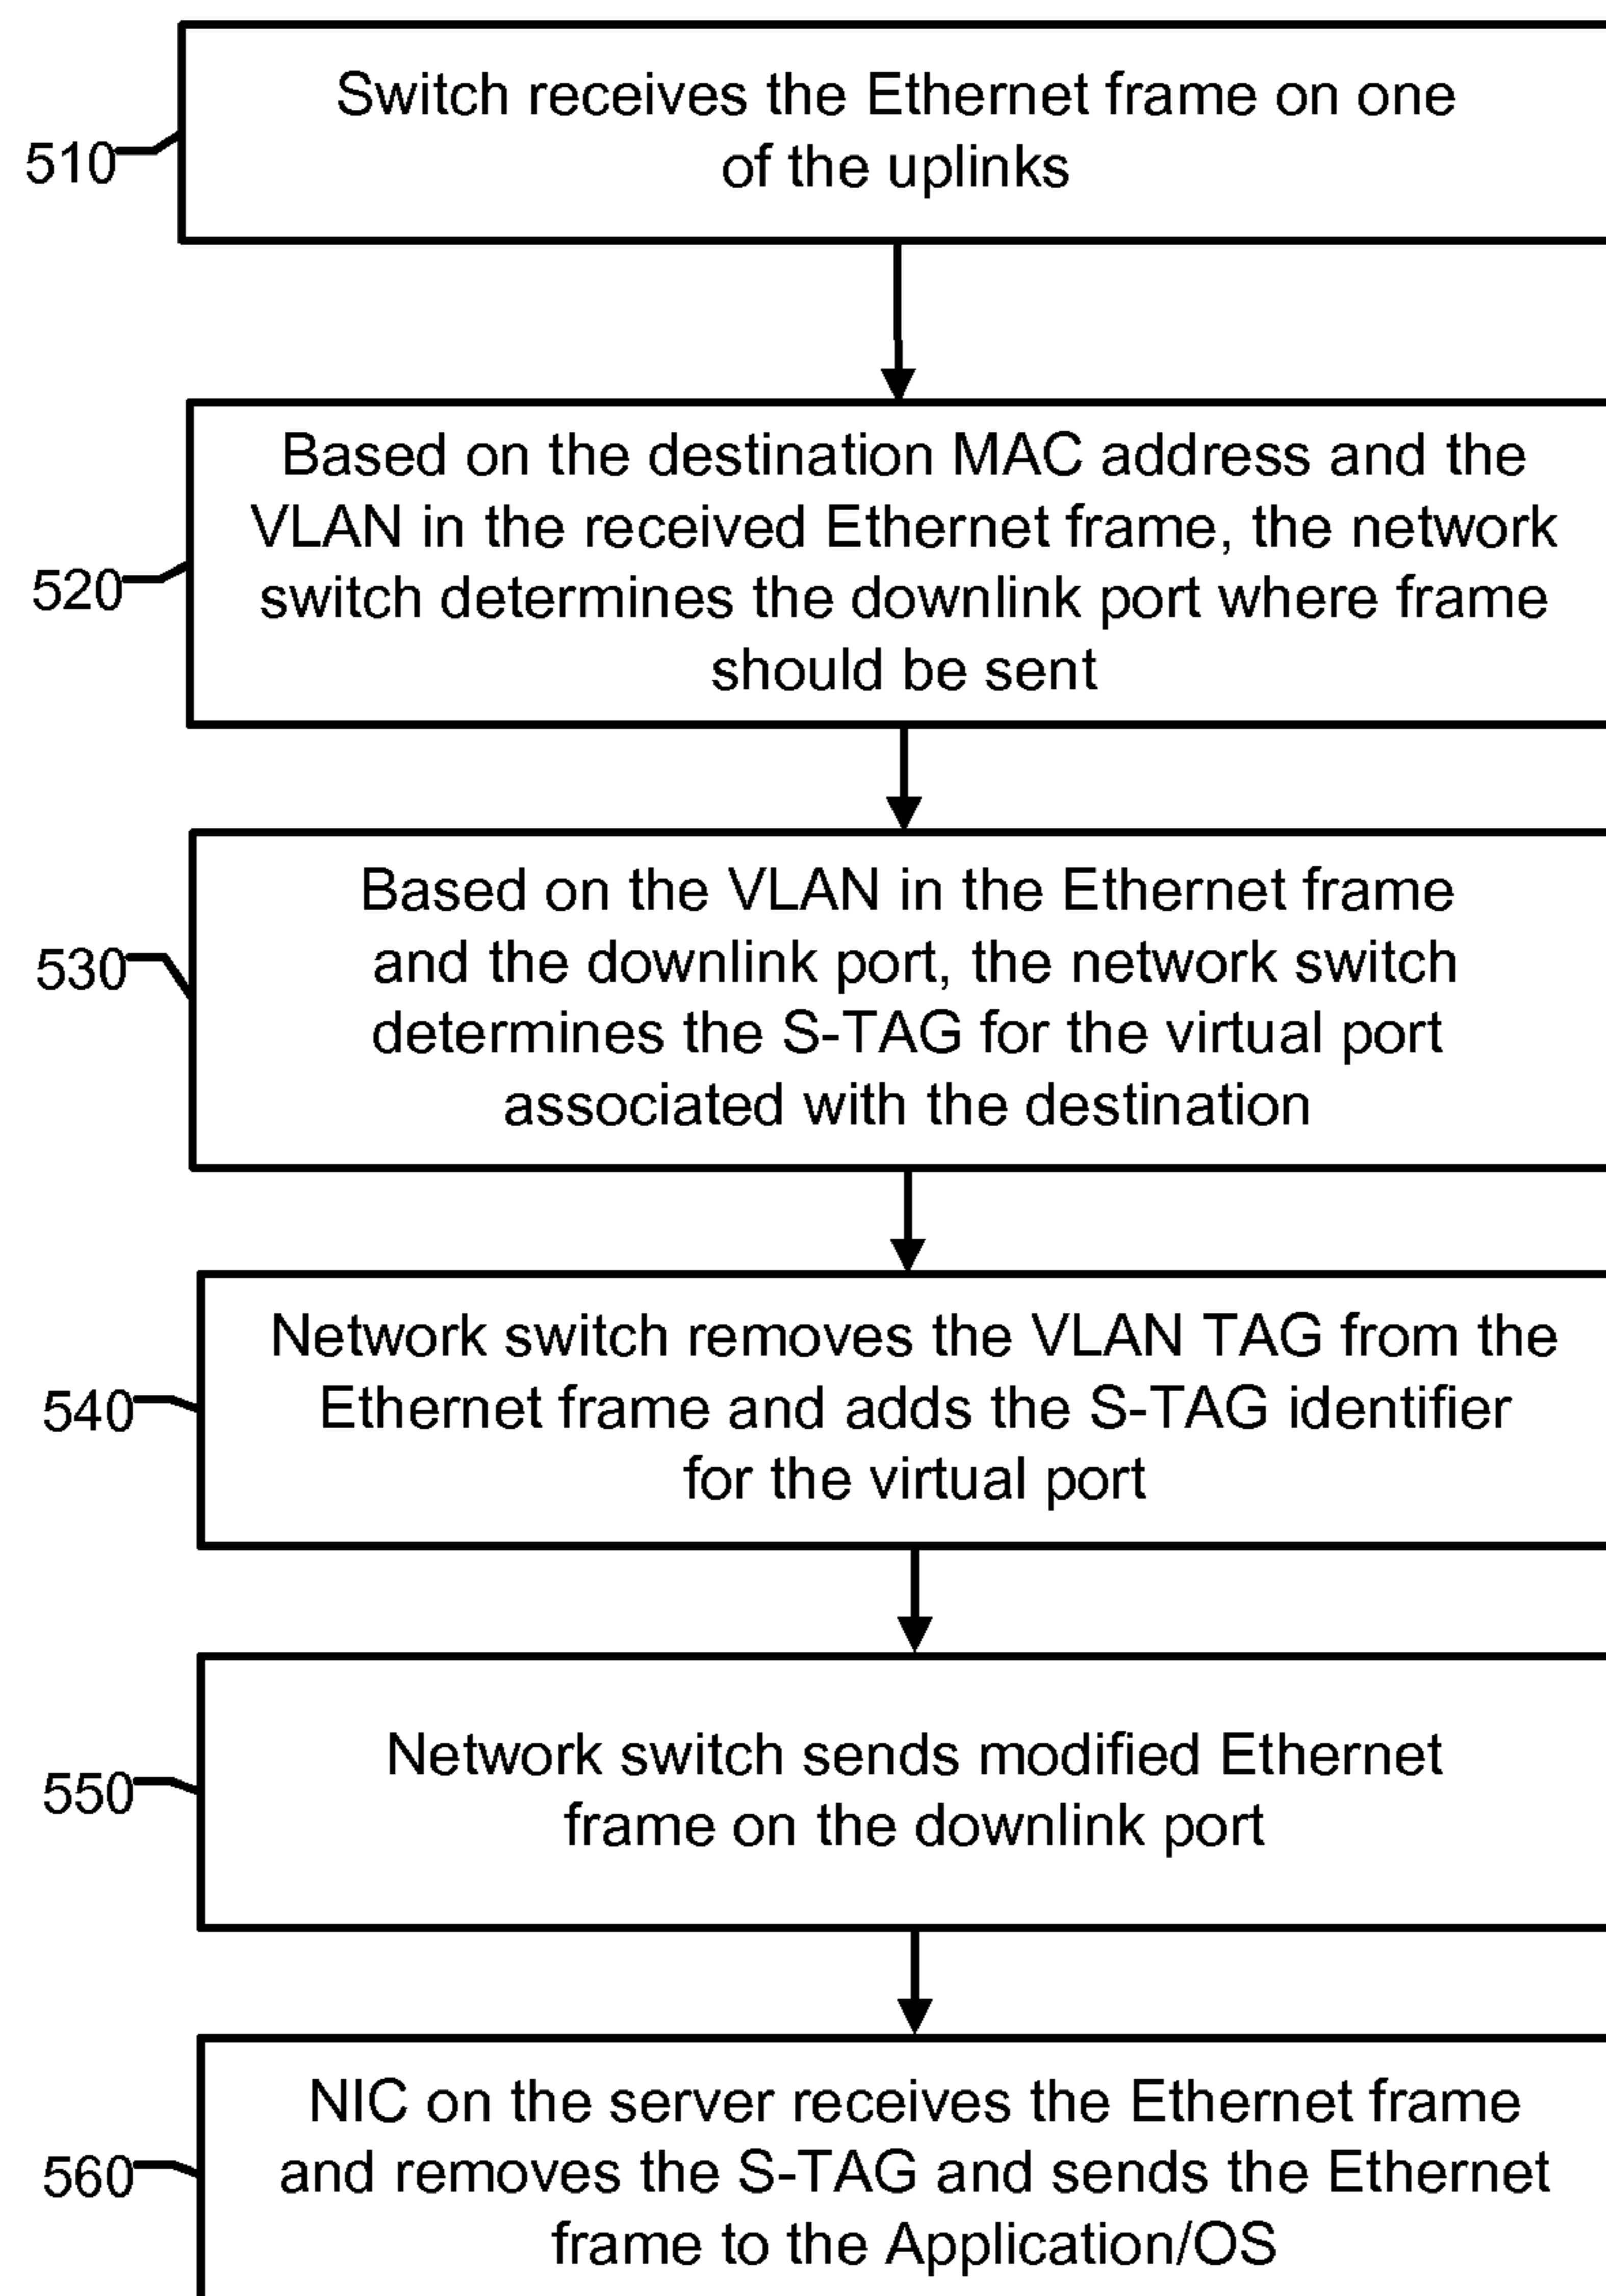 510
Switch receives the Ethernet frame on one
of the uplinks
520
Based on the destination MAC address and the
VLAN in the received Ethernet frame, the network
switch determines the downlink port where frame
should be sent
530
Based on the VLAN in the Ethernet frame
and the downlink port, the network switch
determines the S-TAG for the virtual port
associated with the destination
540
Network switch removes the VLAN TAG from the
Ethernet frame and adds the S-TAG identifier
for the virtual port
550
Network switch sends modified Ethernet
frame on the downlink port
560
NIC on the server receives the Ethernet frame
and removes the S-TAG and sends the Ethernet
frame to the Application/OS